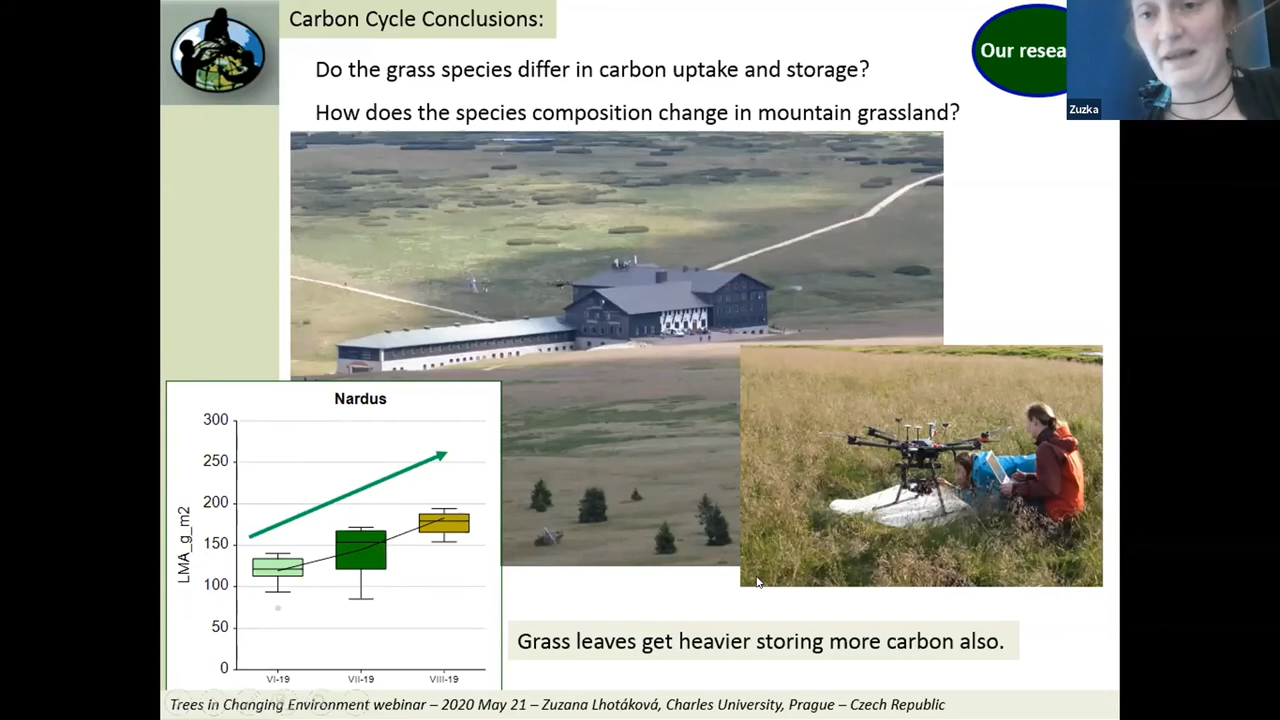 Carbon Cycle Conclusions:
Our resea
Do the grass species differ in carbon uptake and storage?
How does the species composition change in mountain grassland?
Zuzka
Nardus
300
250
200
150
100
50
0
LMA_g_m2
VI-19 VII-19 VIII-19
Grass leaves get heavier storing more carbon also.
Trees in Changing Environment webinar – 2020 May 21 – Zuzana Lhotáková, Charles University, Prague – Czech Republic